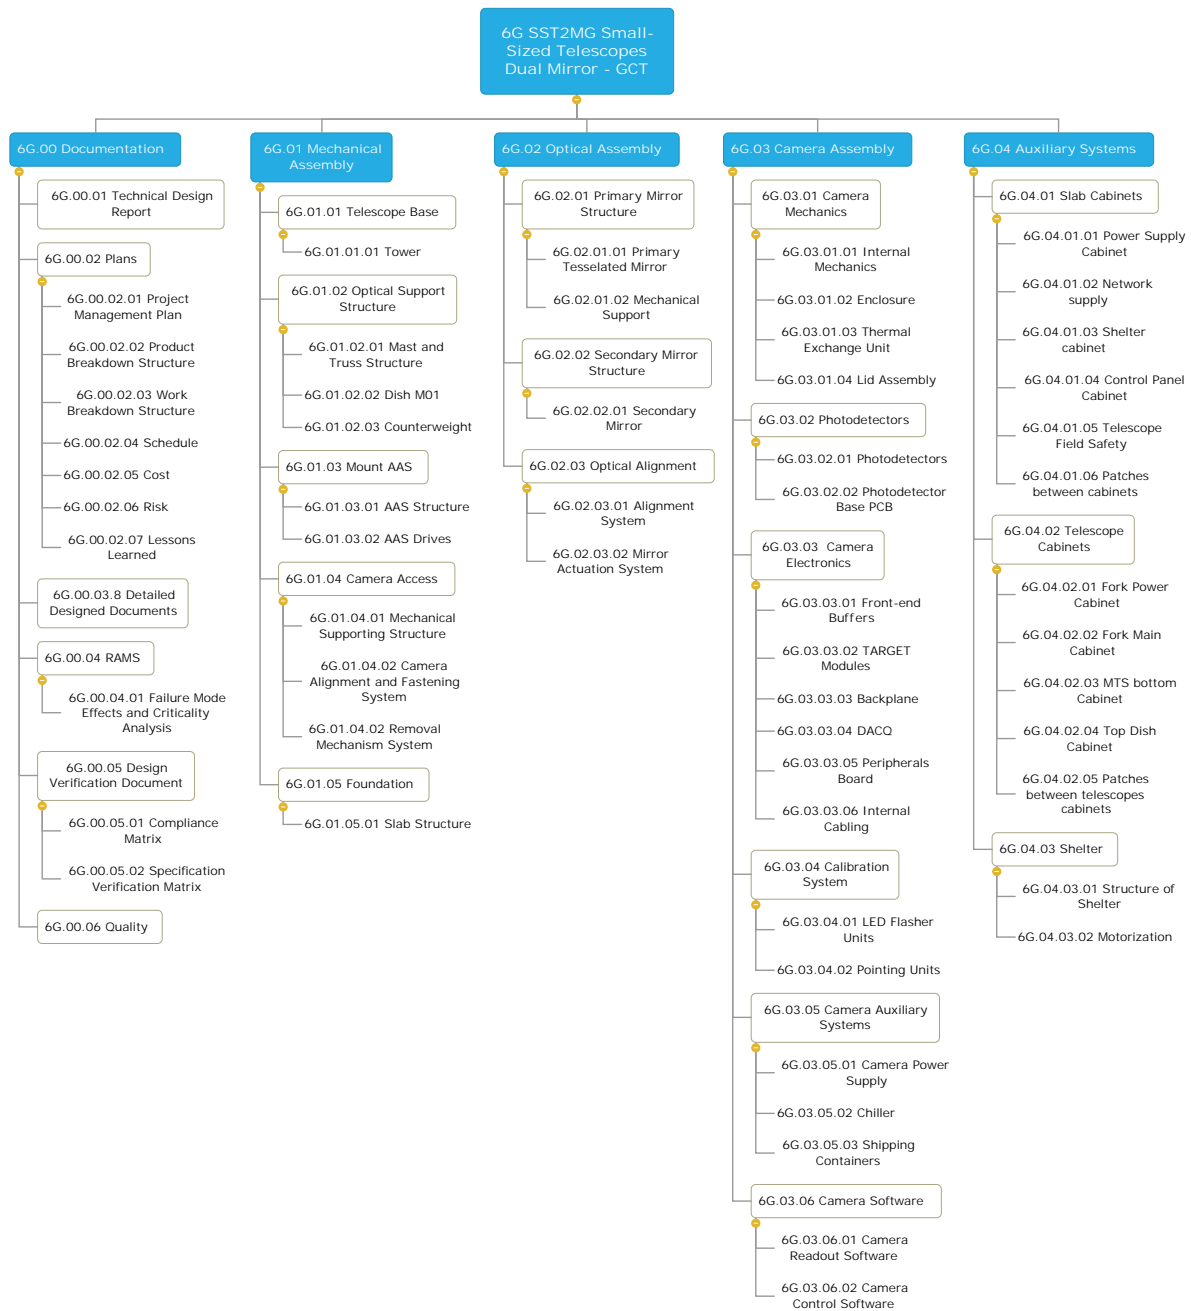 6G SST2MG Small-
Sized Telescopes
Dual Mirror - GCT
6G.00 Documentation
6G.00.01 Technical Design
Report
6G.00.02 Plans
6G.00.02.01 Project
Management Plan
6G.00.02.02 Product
Breakdown Structure
6G.00.02.03 Work
Breakdown Structure
6G.00.02.04 Schedule
6G.00.02.05 Cost
6G.00.02.06 Risk
6G.00.02.07 Lessons
Learned
6G.00.03.8 Detailed
Designed Documents
6G.00.04 RAMS
6G.00.04.01 Failure Mode
Effects and Criticality
Analysis
6G.00.05 Design
Verification Document
6G.00.05.01 Compliance
Matrix
6G.00.05.02 Specification
Verification Matrix
6G.00.06 Quality
6G.01 Mechanical
Assembly
6G.01.01 Telescope Base
6G.01.01.01 Tower
6G.01.02 Optical Support
Structure
6G.01.02.01 Mast and
Truss Structure
6G.01.02.02 Dish M01
6G.01.02.03 Counterweight
6G.01.03 Mount AAS
6G.01.03.01 AAS Structure
6G.01.03.02 AAS Drives
6G.01.04 Camera Access
6G.01.04.01 Mechanical
Supporting Structure
6G.01.04.02 Camera
Alignment and Fastening
System
6G.01.04.02 Removal
Mechanism System
6G.01.05 Foundation
6G.01.05.01 Slab Structure
6G.02 Optical Assembly
6G.02.01 Primary Mirror
Structure
6G.02.01.01 Primary
Tesselated Mirror
6G.02.01.02 Mechanical
Support
6G.02.02 Secondary Mirror
Structure
6G.02.02.01 Secondary
Mirror
6G.02.03 Optical Alignment
6G.02.03.01 Alignment
System
6G.02.03.02 Mirror
Actuation System
6G.03 Camera Assembly
6G.03.01 Camera
Mechanics
6G.03.01.01 Internal
Mechanics
6G.03.01.02 Enclosure
6G.03.01.03 Thermal
Exchange Unit
6G.03.01.04 Lid Assembly
6G.03.02 Photodetectors
6G.03.02.01 Photodetectors
6G.03.02.02 Photodetector
Base PCB
6G.03.03  Camera
Electronics
6G.03.03.01 Front-end
Buffers
6G.03.03.02 TARGET
Modules
6G.03.03.03 Backplane
6G.03.03.04 DACQ
6G.03.03.05 Peripherals
Board
6G.03.03.06 Internal
Cabling
6G.03.04 Calibration
System
6G.03.04.01 LED Flasher
Units
6G.03.04.02 Pointing Units
6G.03.05 Camera Auxiliary
Systems
6G.03.05.01 Camera Power
Supply
6G.03.05.02 Chiller
6G.03.05.03 Shipping
Containers
6G.03.06 Camera Software
6G.03.06.01 Camera
Readout Software
6G.03.06.02 Camera
Control Software
6G.04 Auxiliary Systems
6G.04.01 Slab Cabinets
6G.04.01.01 Power Supply
Cabinet
6G.04.01.02 Network
supply
6G.04.01.03 Shelter
cabinet
6G.04.01.04 Control Panel
Cabinet
6G.04.01.05 Telescope
Field Safety
6G.04.01.06 Patches
between cabinets
6G.04.02 Telescope
Cabinets
6G.04.02.01 Fork Power
Cabinet
6G.04.02.02 Fork Main
Cabinet
6G.04.02.03 MTS bottom
Cabinet
6G.04.02.04 Top Dish
Cabinet
6G.04.02.05 Patches
between telescopes
cabinets
6G.04.03 Shelter
6G.04.03.01 Structure of
Shelter
6G.04.03.02 Motorization